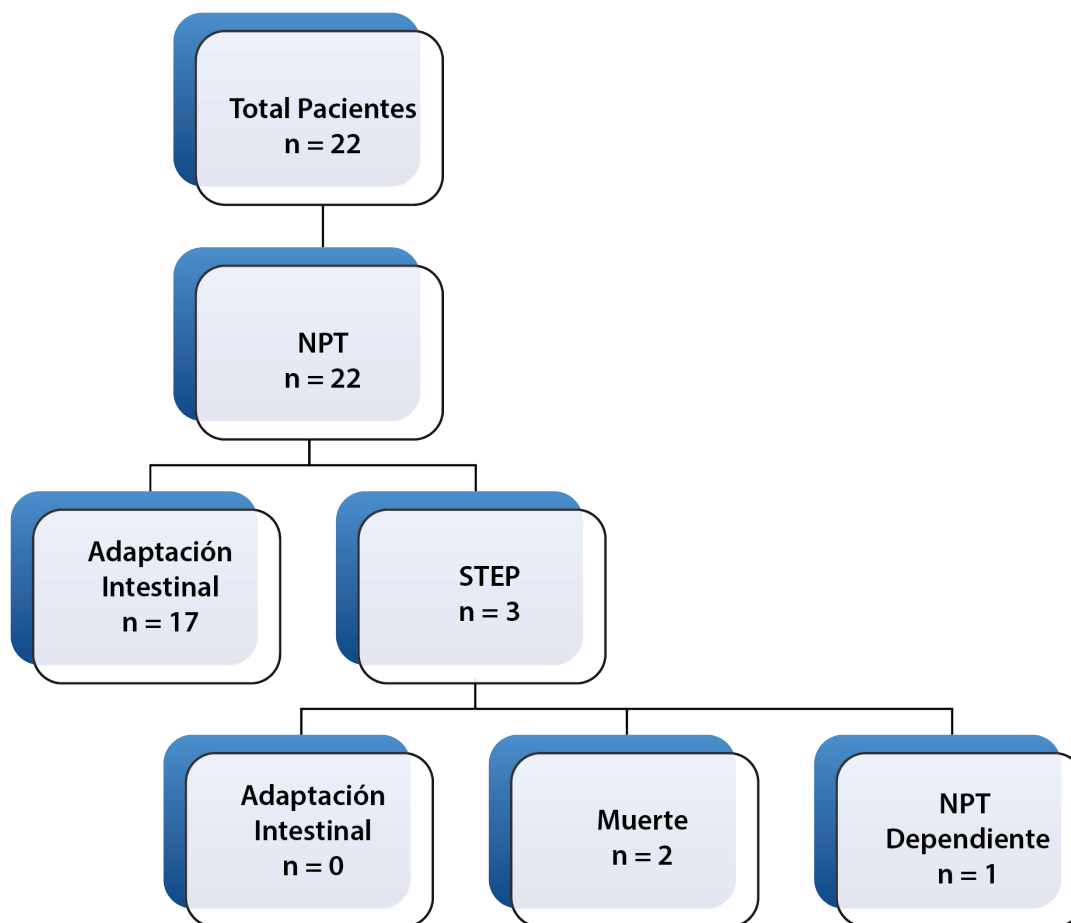 Total Pacientes
n = 22
NPT
n = 22
Adaptación
Intestinal
n = 17
STEP
n = 3
Adaptación
Intestinal
n = 0
Muerte
n = 2
NPT
Dependiente
n = 1